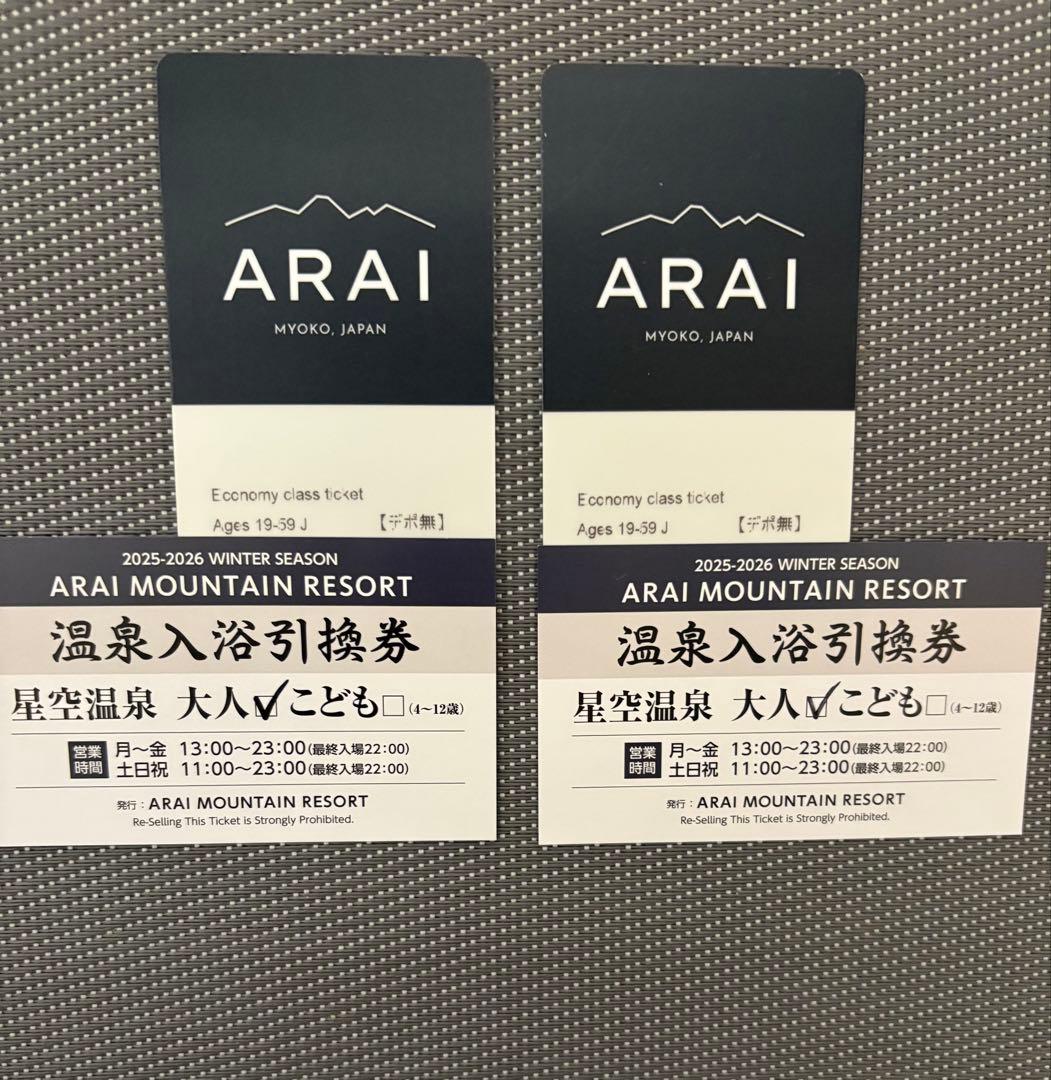 ARAI
MYOKO, JAPAN
Economy class ticket
Ages 19-59 J 【デポ無】
2025-2026 WINTER SEASON
ARAI MOUNTAIN RESORT
温泉入浴引換券
星空温泉 大人☑こども□(4〜12歳)
営業時間 月〜金 13:00〜23:00(最終入場22:00)
土日祝 11:00〜23:00(最終入場22:00)
発行：ARAI MOUNTAIN RESORT
Re-Selling This Ticket is Strongly Prohibited.
ARAI
MYOKO, JAPAN
Economy class ticket
Ages 19-59 J 【デポ無】
2025-2026 WINTER SEASON
ARAI MOUNTAIN RESORT
温泉入浴引換券
星空温泉 大人☑こども□(4〜12歳)
営業時間 月〜金 13:00〜23:00(最終入場22:00)
土日祝 11:00〜23:00(最終入場22:00)
発行：ARAI MOUNTAIN RESORT
Re-Selling This Ticket is Strongly Prohibited.